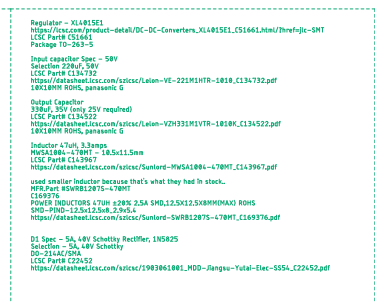 Regulator - XL4015E1
https://lcsc.com/product-detail/DC-DC-Converters_XL4015E1_C51661.html/?href=jlc-SMT
LCSC Part# C51661
Package TO-263-5
Input capacitor Spec - 50V
Selection 220uF, 50V
LCSC Part# C134732
https://datasheet.lcsc.com/szlcsc/Lelon-VE-221M1HTR-1010_C134732.pdf
10X10MM ROHS, panasonic G
Output Capacitor
330uF, 35V (only 25V required)
LCSC Part# C134522
https://datasheet.lcsc.com/szlcsc/Lelon-VZH331M1VTR-1010K_C134522.pdf
10X10MM ROHS, panasonic G
Inductor 47uH, 3.3amps
MWSA1004-470MT - 10.5x11.5mm
LCSC Part# C143967
https://datasheet.lcsc.com/szlcsc/Sunlord-MWSA1004-470MT_C143967.pdf
used smaller inductor because that's what they had in stock..
MFR.Part #SWRB1207S-470MT
C169376
POWER INDUCTORS 47UH ±20% 2.5A SMD,12.5X12.5X8MM(MAX) ROHS
SMD-PIND-12.5x12.5x8_2.9x5.4
https://datasheet.lcsc.com/szlcsc/Sunlord-SWRB1207S-470MT_C169376.pdf
D1 Spec - 5A, 40V Schottky Rectifier, 1N5825
Selection - 5A, 40V Schottky
DO-214AC/SMA
LCSC Part# C22452
https://datasheet.lcsc.com/szlcsc/1903061001_MDD-Jiangsu-Yutai-Elec-SS54_C22452.pdf